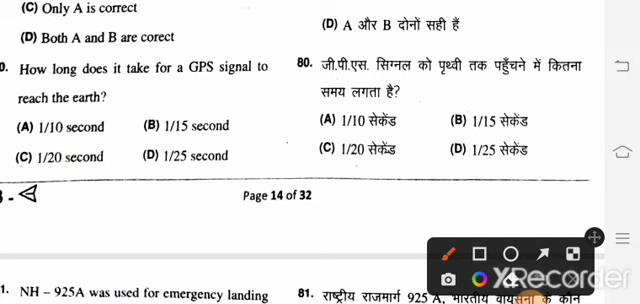 (C) Only A is correct
(D) Both A and B are corect
(D) A और B दोनों सही हैं
0. How long does it take for a GPS signal to
reach the earth?
(A) 1/10 second (B) 1/15 second
(C) 1/20 second (D) 1/25 second
80. जी.पी.एस. सिग्नल को पृथ्वी तक पहुँचने में कितना
समय लगता है?
(A) 1/10 सेकेंड (B) 1/15 सेकेंड
(C) 1/20 सेकेंड (D) 1/25 सेकेंड
Page 14 of 32
1. NH – 925A was used for emergency landing
81. राष्ट्रीय राजमार्ग 925 A, भारतीय वायुसेना के कौन
XRecorder